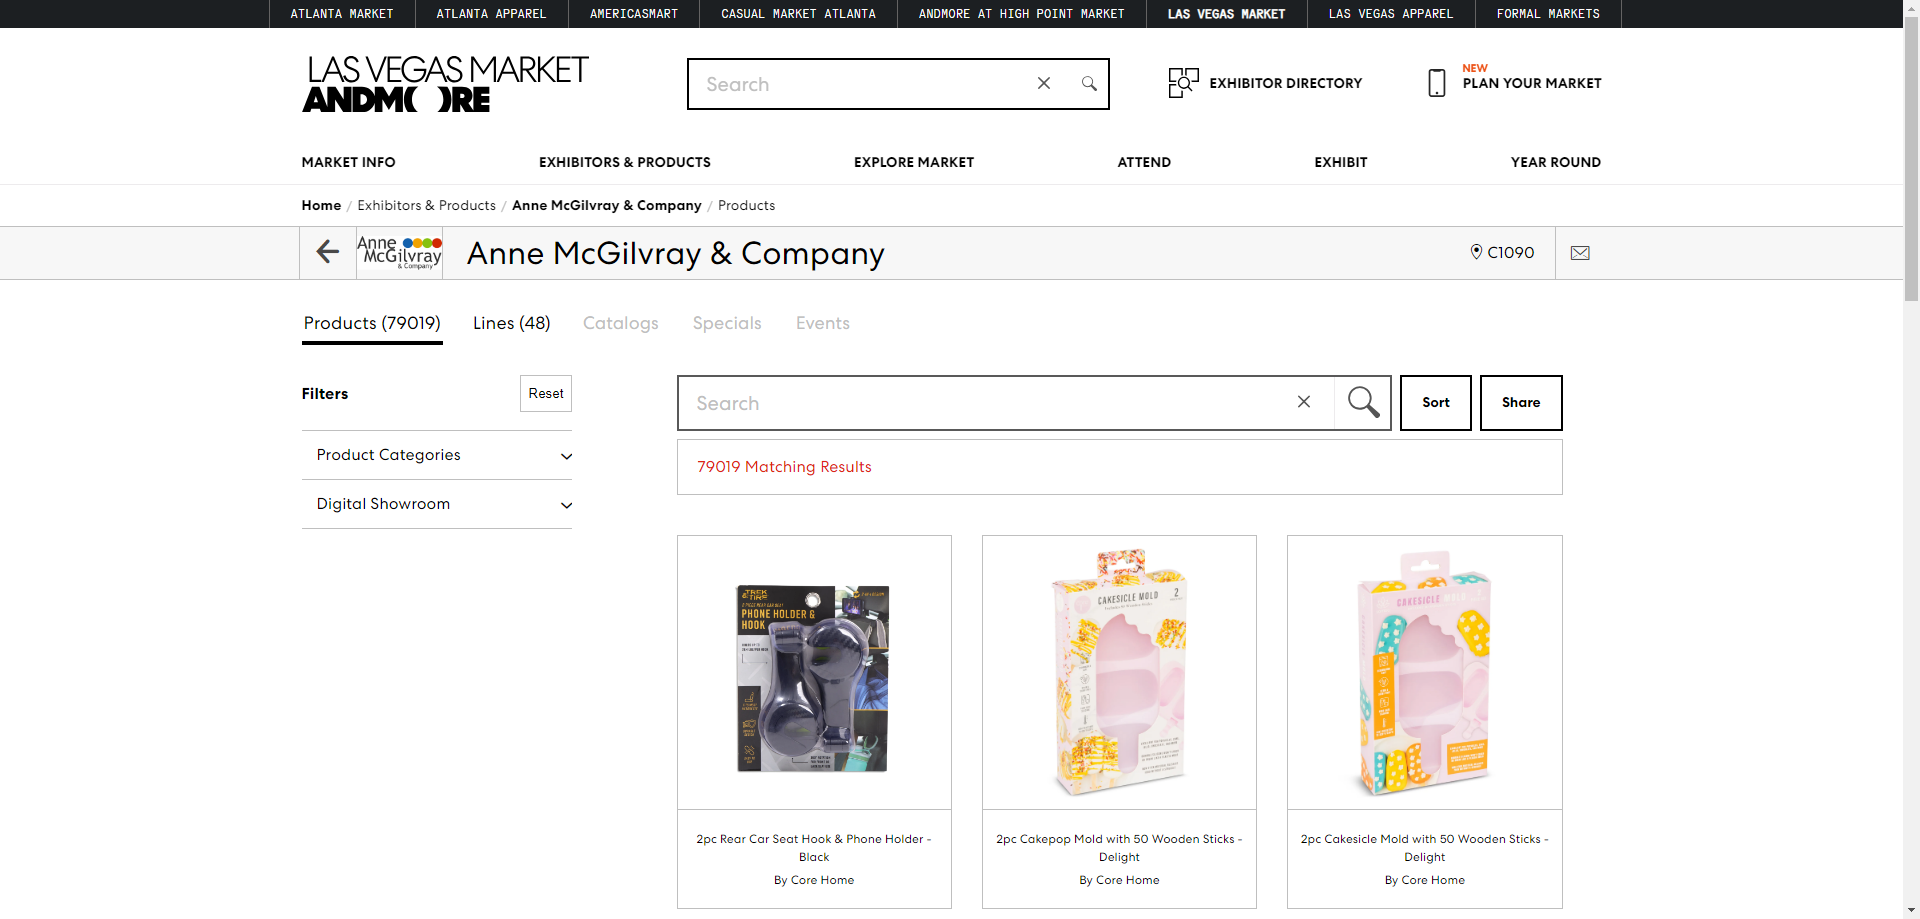 ATLANTA MARKET
ATLANTA APPAREL
AMERICASMART
CASUAL MARKET ATLANTA
ANDMORE AT HIGH POINT MARKET
LAS VEGAS MARKET
LAS VEGAS APPAREL
FORMAL MARKETS
LAS VEGAS MARKET
ANDMORE
Search
EXHIBITOR DIRECTORY
NEW
PLAN YOUR MARKET
MARKET INFO
EXHIBITORS & PRODUCTS
EXPLORE MARKET
ATTEND
EXHIBIT
YEAR ROUND
Home / Exhibitors & Products / Anne McGilvray & Company / Products
Anne
McGilvray
& Company
Anne McGilvray & Company
C1090
Products (79019)
Lines (48)
Catalogs
Specials
Events
Filters
Reset
Search
Sort
Share
Product Categories
Digital Showroom
79019 Matching Results
TREK
TIRE
PHONE HOLDER &
HOOK
CAKESICLE MOLD
2
CAKESICLE MOLD
2pc Rear Car Seat Hook & Phone Holder -
Black
By Core Home
2pc Cakepop Mold with 50 Wooden Sticks -
Delight
By Core Home
2pc Cakesicle Mold with 50 Wooden Sticks -
Delight
By Core Home